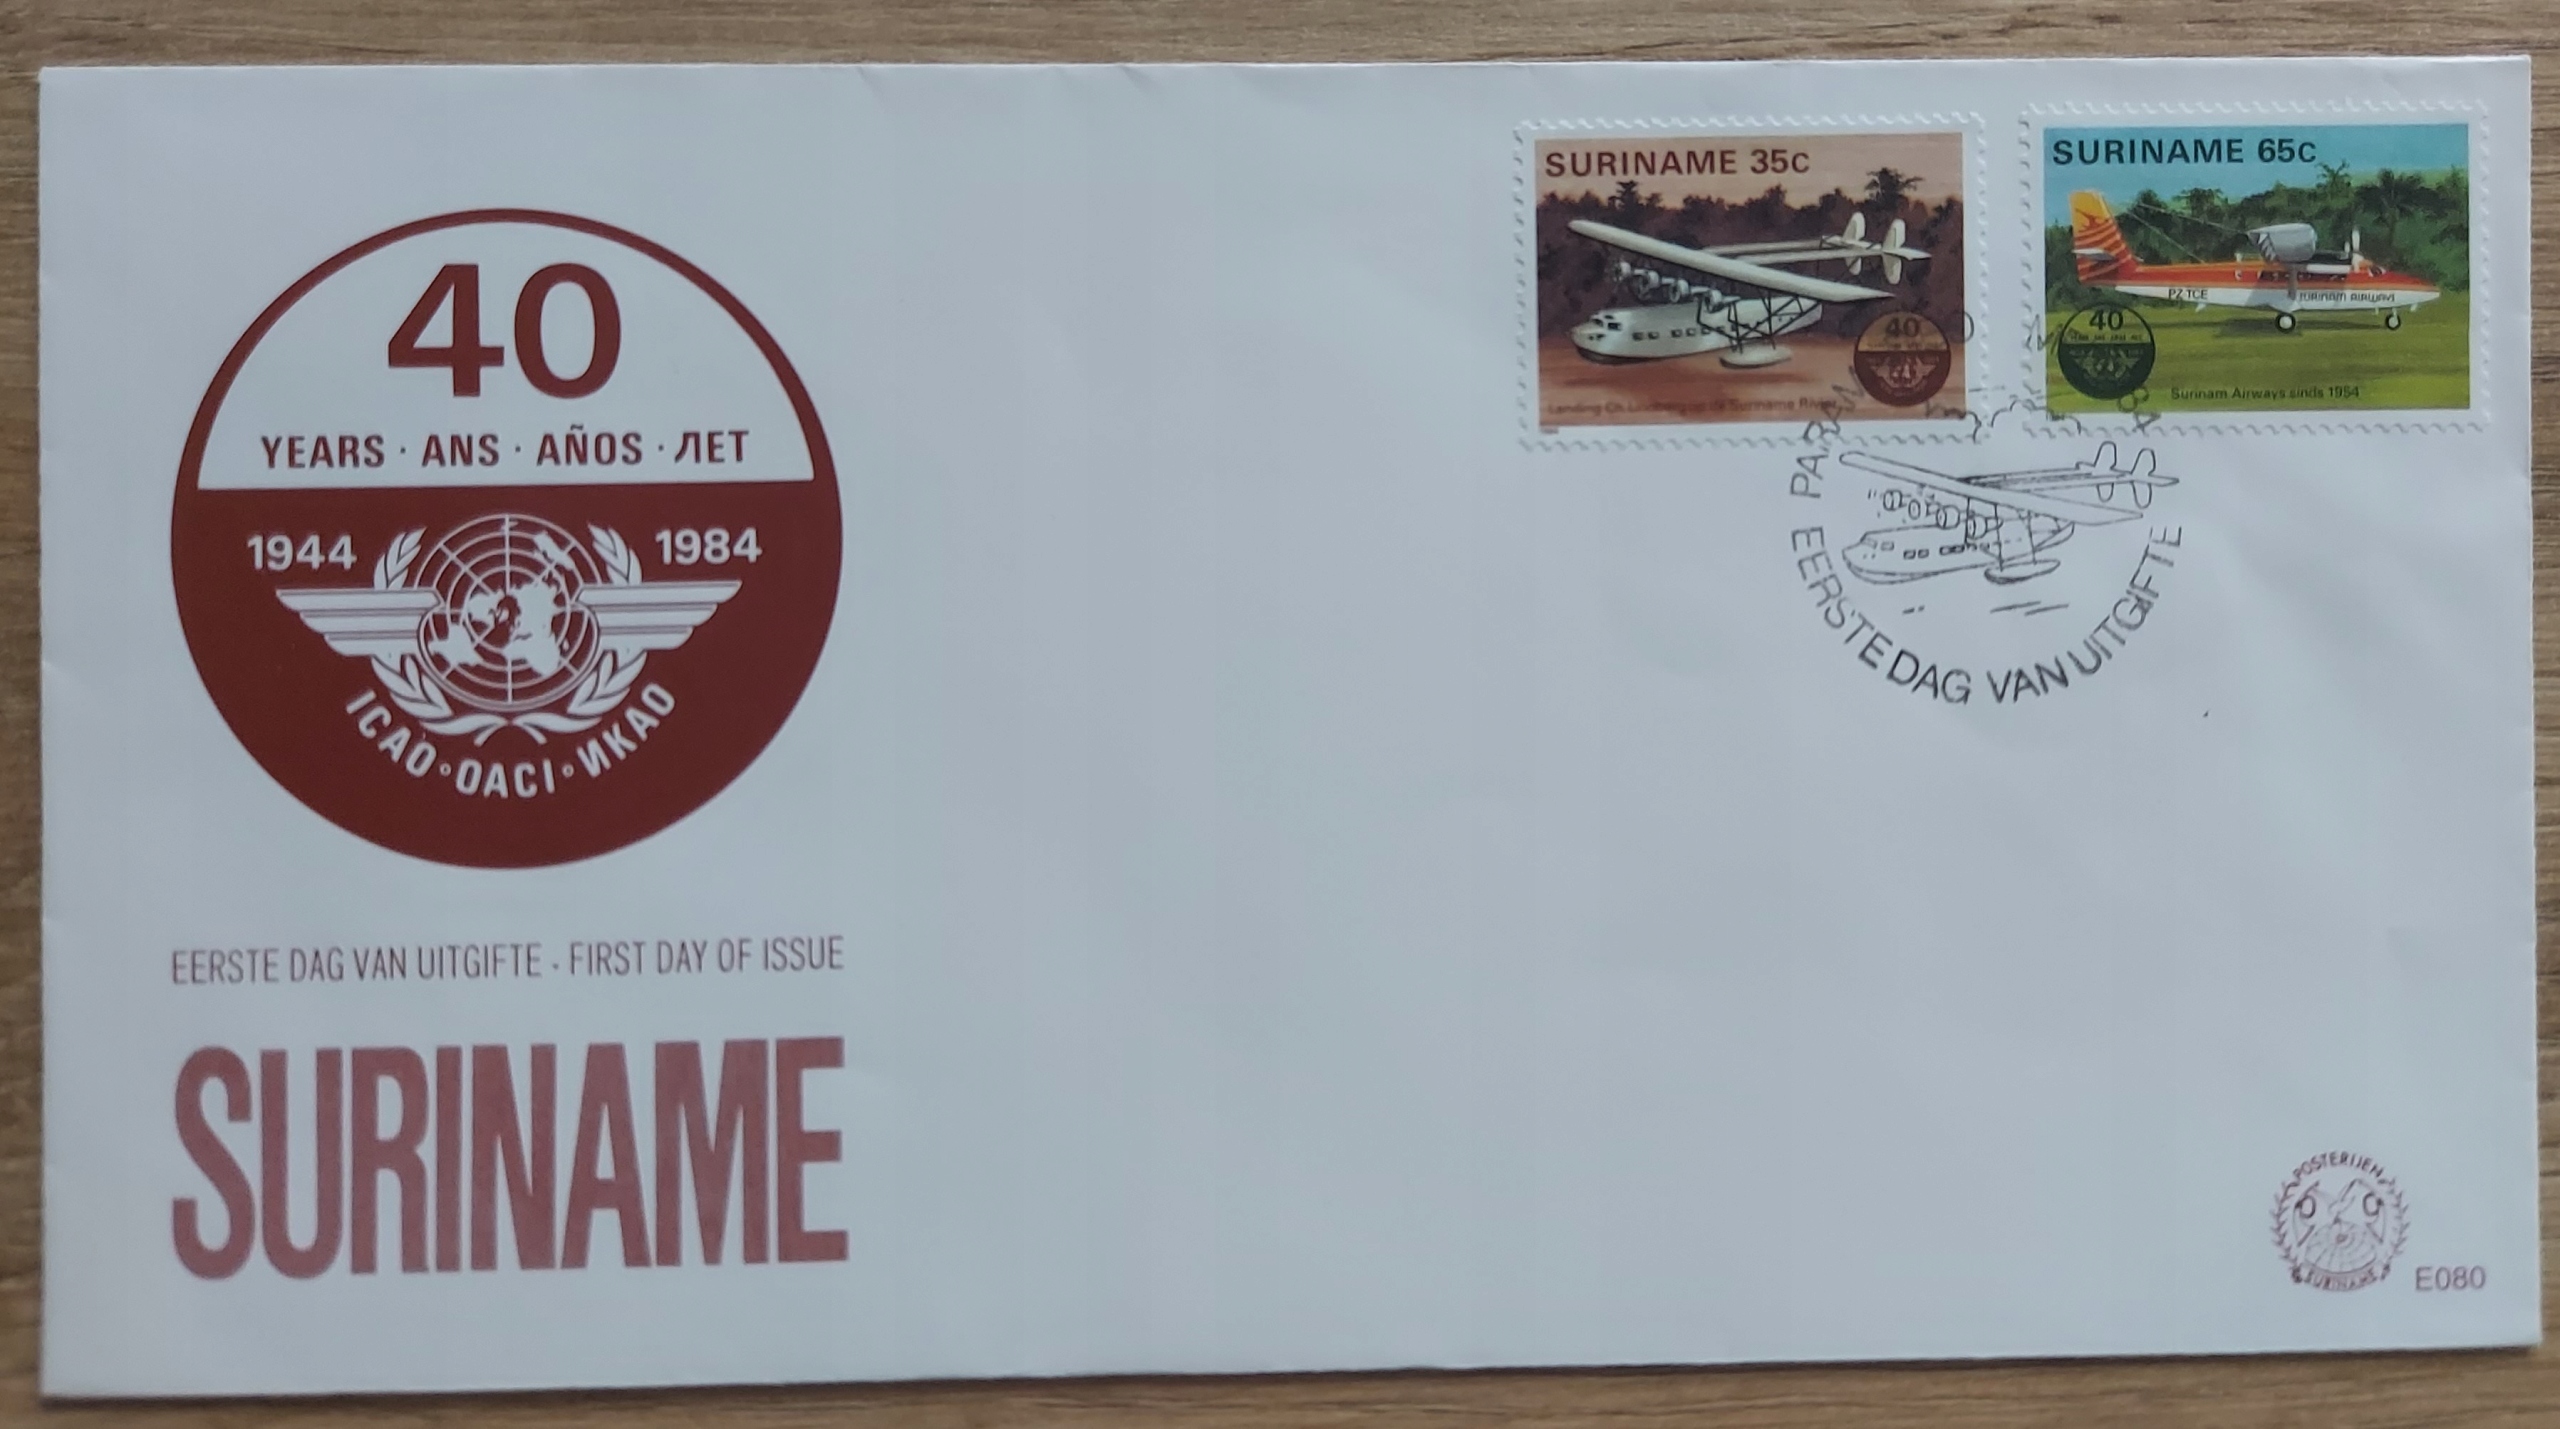 40
YEARS · ANS · AÑOS · ЛЕТ
1944 1984
ICAO · OACI · ИКАО
EERSTE DAG VAN UITGIFTE - FIRST DAY OF ISSUE
SURINAME
SURINAME 35c
40
SURINAME 65c
PZ-TCE
SURINAM AIRWAYS
40
Surinam Airways sinds 1954
EERSTE DAG VAN UITGIFTE
POSTERIJEN
SURINAME
E080